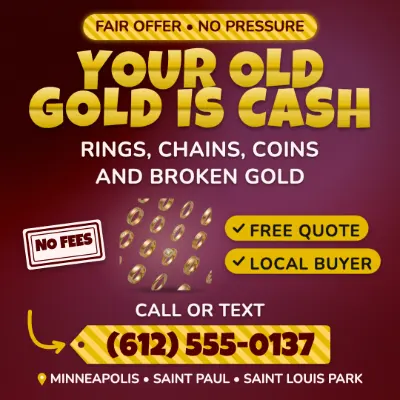 FAIR OFFER • NO PRESSURE
YOUR OLD
GOLD IS CASH
RINGS, CHAINS, COINS
AND BROKEN GOLD
NO FEES
FREE QUOTE
LOCAL BUYER
CALL OR TEXT
(612) 555-0137
MINNEAPOLIS • SAINT PAUL • SAINT LOUIS PARK